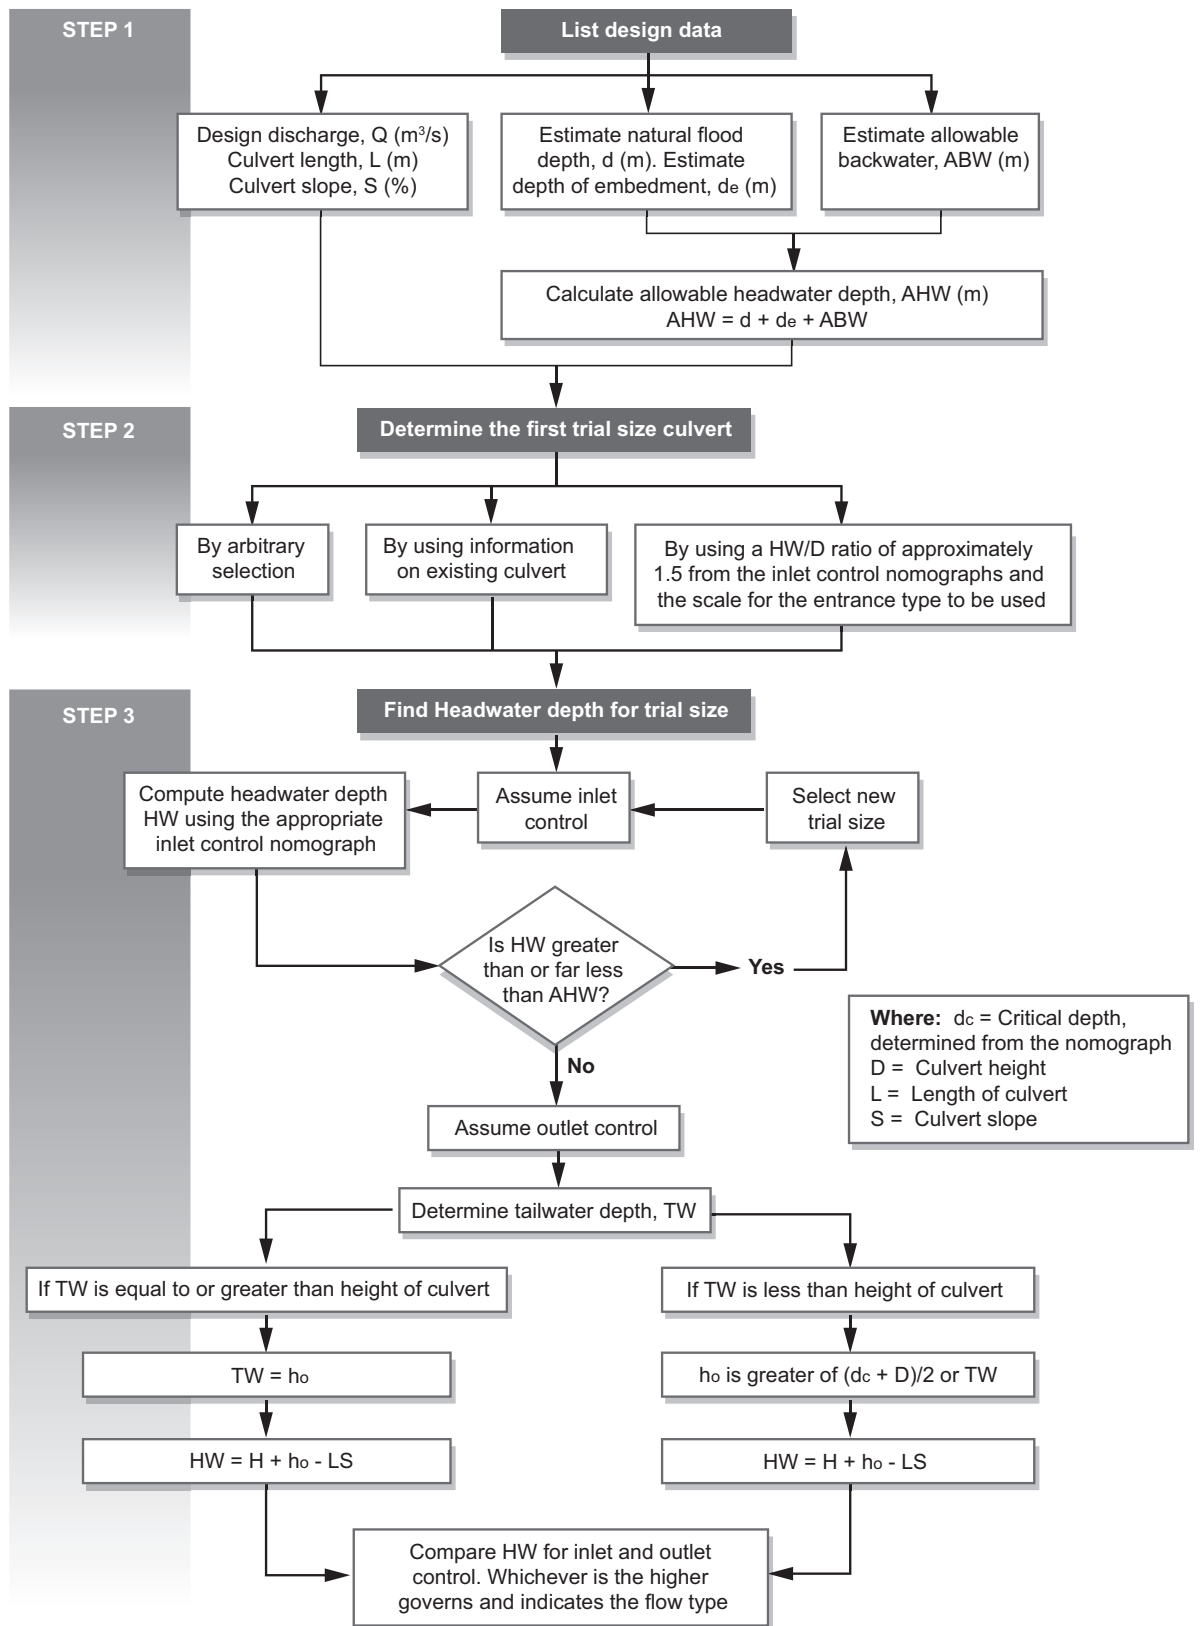 STEP 1
List design data
Design discharge, Q (m³/s)
Culvert length, L (m)
Culvert slope, S (%)
Estimate natural flood
depth, d (m). Estimate
depth of embedment, de (m)
Estimate allowable
backwater, ABW (m)
Calculate allowable headwater depth, AHW (m)
AHW = d + de + ABW
STEP 2
Determine the first trial size culvert
By arbitrary
selection
By using information
on existing culvert
By using a HW/D ratio of approximately
1.5 from the inlet control nomographs and
the scale for the entrance type to be used
STEP 3
Find Headwater depth for trial size
Compute headwater depth
HW using the appropriate
inlet control nomograph
Assume inlet
control
Select new
trial size
Is HW greater
than or far less
than AHW?
Yes
No
Where: dc = Critical depth,
determined from the nomograph
D = Culvert height
L = Length of culvert
S = Culvert slope
Assume outlet control
Determine tailwater depth, TW
If TW is equal to or greater than height of culvert
If TW is less than height of culvert
TW = ho
ho is greater of (dc + D)/2 or TW
HW = H + ho - LS
HW = H + ho - LS
Compare HW for inlet and outlet
control. Whichever is the higher
governs and indicates the flow type